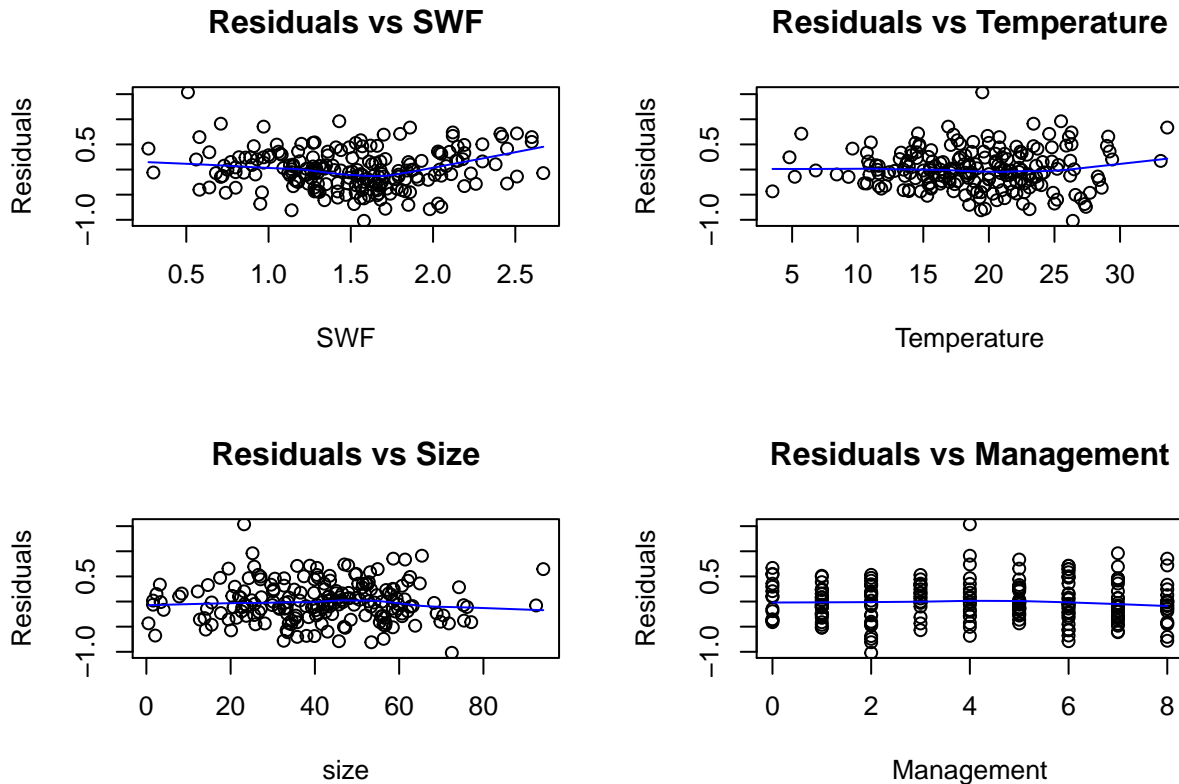 Residuals vs SWF
Residuals
−1.0
0.5
0.5 1.0 1.5 2.0 2.5
SWF
Residuals vs Temperature
Residuals
−1.0
0.5
5 10 15 20 25 30
Temperature
Residuals vs Size
Residuals
−1.0
0.5
0 20 40 60 80
size
Residuals vs Management
Residuals
−1.0
0.5
0 2 4 6 8
Management